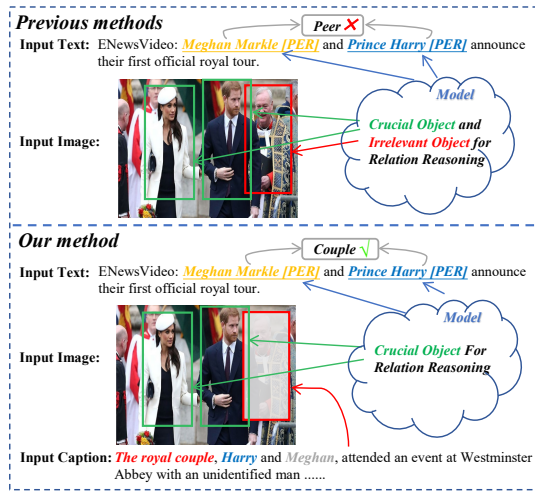 Previous methods
Peer ✗
Input Text: ENewsVideo: Meghan Markle [PER] and Prince Harry [PER] announce
their first official royal tour.
Model
Input Image:
Crucial Object and
Irrelevant Object for
Relation Reasoning
Our method
Couple √
Input Text: ENewsVideo: Meghan Markle [PER] and Prince Harry [PER] announce
their first official royal tour.
Model
Input Image:
Crucial Object For
Relation Reasoning
Input Caption: The royal couple, Harry and Meghan, attended an event at Westminster
Abbey with an unidentified man ......